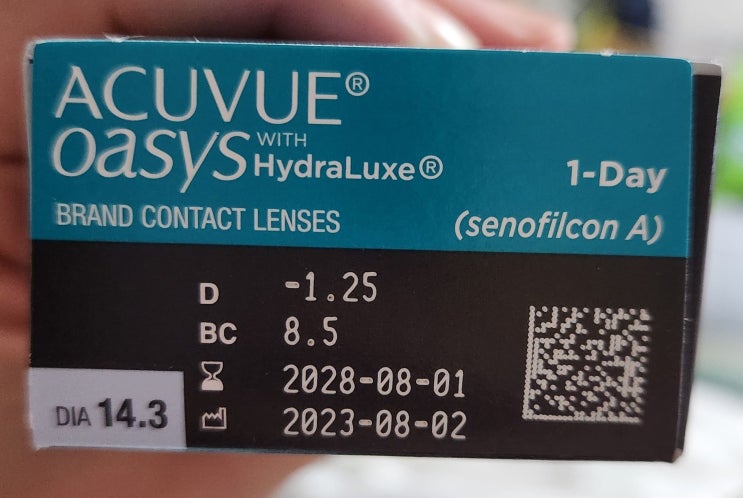 ACUVUE®
oasys WITH HydraLuxe® 1-Day
BRAND CONTACT LENSES (senofilcon A)
D -1.25
BC 8.5
2028-08-01
DIA 14.3 2023-08-02